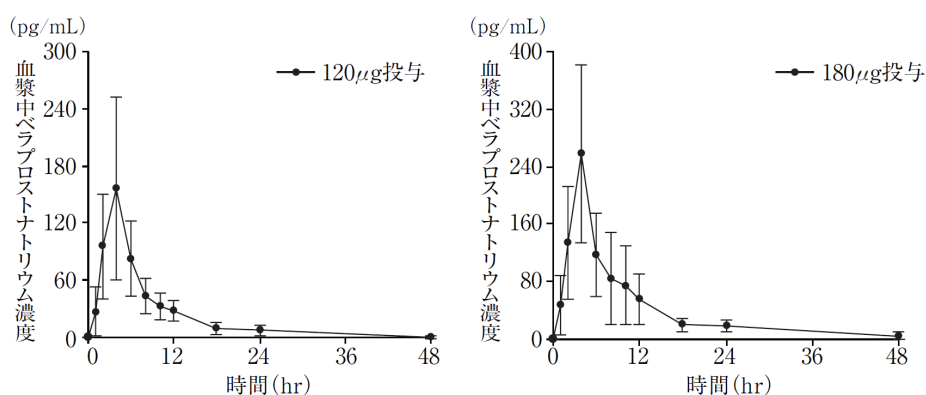 (pg/mL)
300
240
180
120
60
0
血漿中ベラプロストナトリウム濃度
120μg投与
0 12 24 36 48
時間(hr)
(pg/mL)
400
320
240
160
80
0
血漿中ベラプロストナトリウム濃度
180μg投与
0 12 24 36 48
時間(hr)